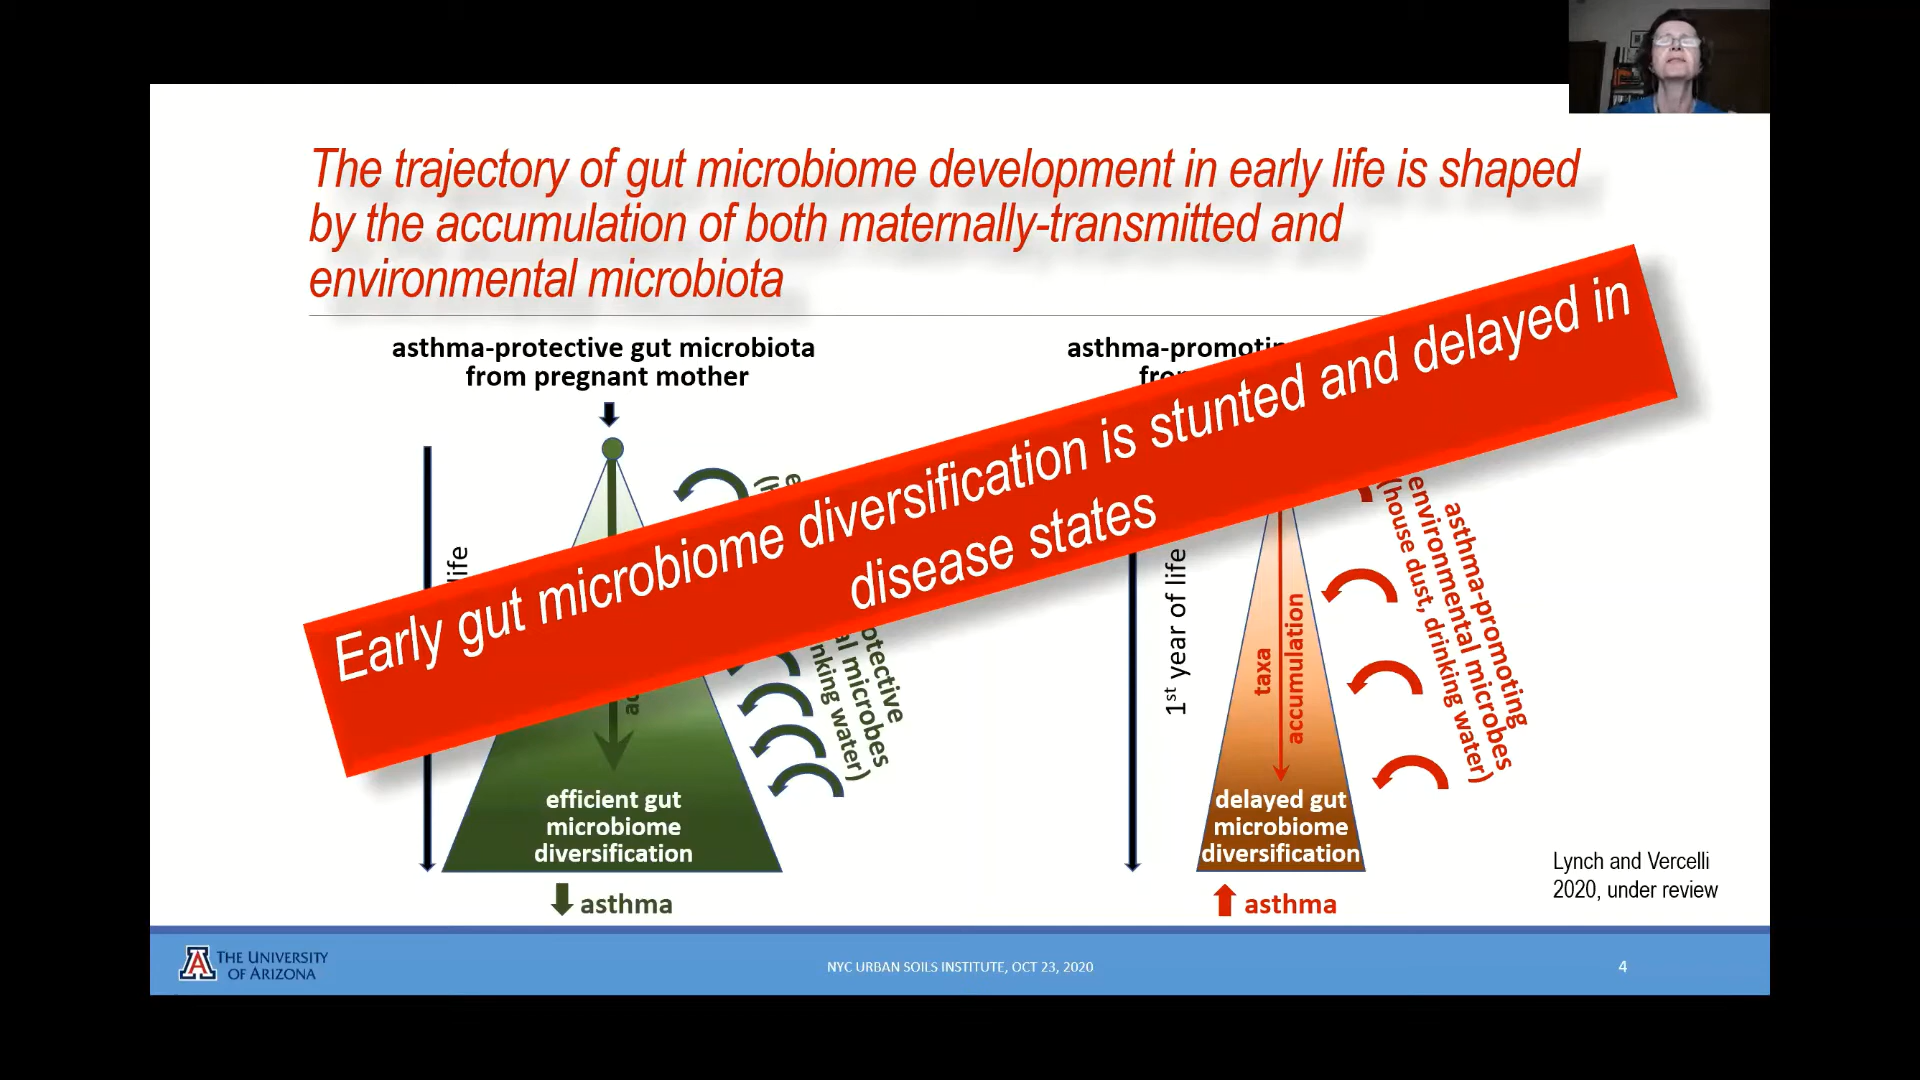 The trajectory of gut microbiome development in early life is shaped
by the accumulation of both maternally-transmitted and
environmental microbiota
asthma-protective gut microbiota
from pregnant mother
Early gut microbiome diversification is stunted and delayed in
disease states
life
microbes
drinking water)
efficient gut
microbiome
diversification
asthma
1st year of life
taxa
accumulation
asthma-promoting
environmental microbes
(house dust, drinking water)
delayed gut
microbiome
diversification
asthma
Lynch and Vercelli
2020, under review
THE UNIVERSITY
OF ARIZONA
NYC URBAN SOILS INSTITUTE, OCT 23, 2020
4